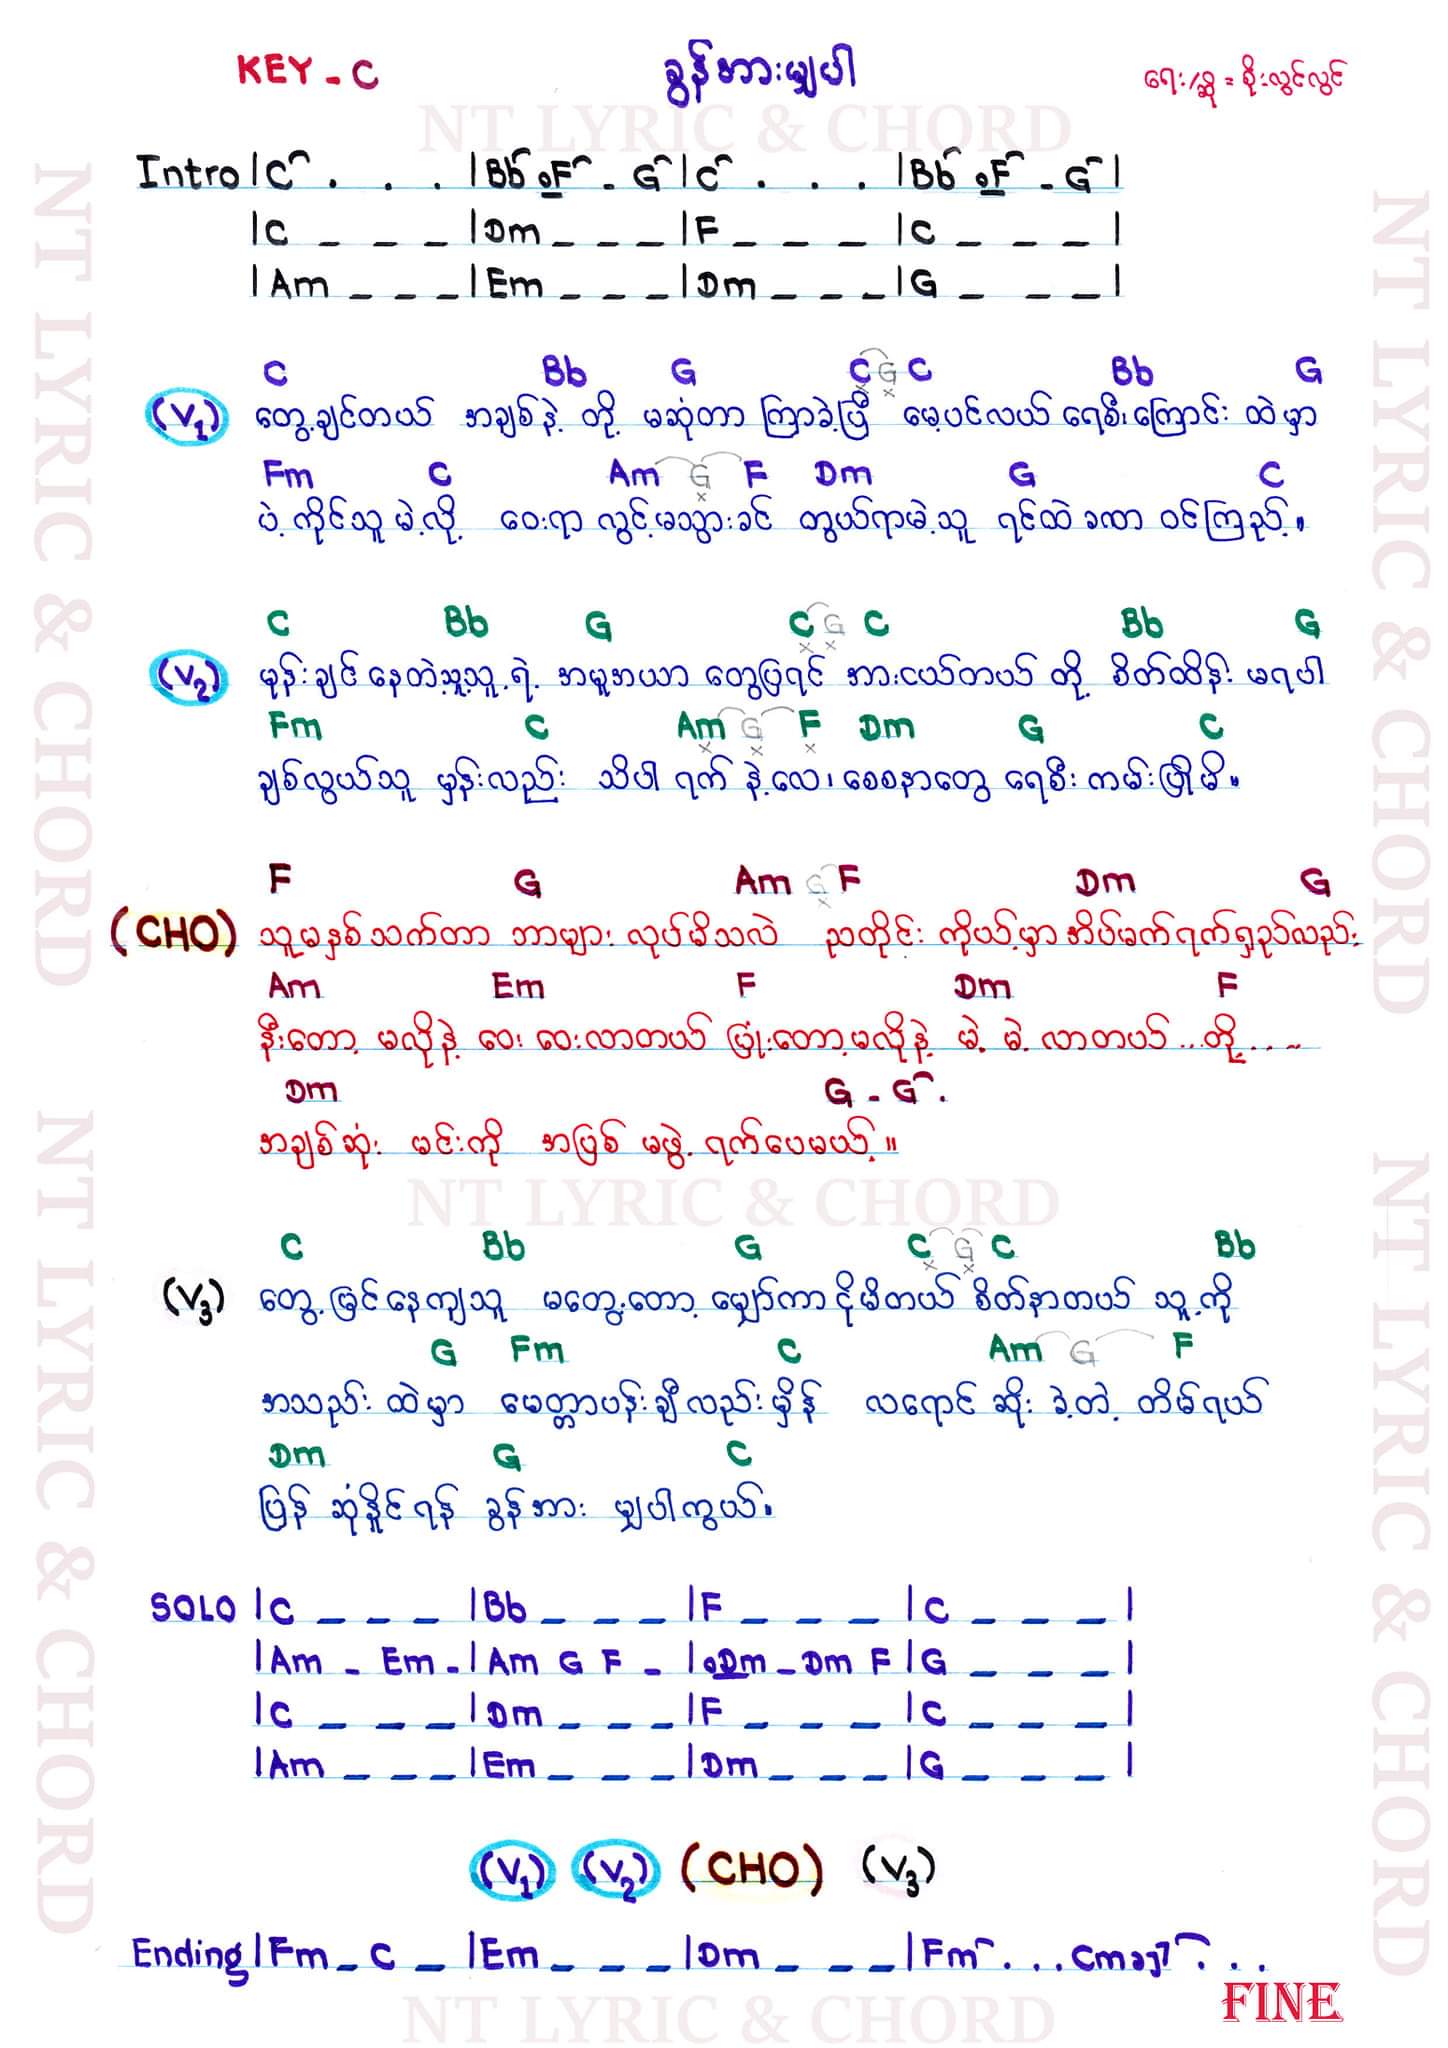 KEY - C
ခွန်အားမျှပါ
ရေး/ဆို = စိုးလွင်လွင်
NT LYRIC & CHORD
Intro |C . . . |Bb .F - G |C . . . |Bb .F - G |
|C _ _ _ |Dm _ _ _ |F _ _ _ |C _ _ _ |
|Am _ _ _ |Em _ _ _ |Dm _ _ _ |G _ _ _ |
C Bb G C G C Bb G
(V1) တွေ့ချင်တယ် အချစ်နဲ့ တို့ မဆုံတာ ကြာခဲ့ပြီ မေ့ပင်လယ် ရေစီးကြောင်း ထဲမှာ
Fm C Am G F Dm G C
ပဲ့ကိုင်သူမဲ့လို့ ဝေးရာ လွင့်မသွားခင် တွယ်ရာမဲ့သူ ရင်ထဲ ခဏ ဝင်ကြည့်။
C Bb G C G C Bb G
(V2) မုန်းချင်နေတဲ့သူ့သူ့ရဲ့ အမူအယာ တွေပြရင် အားငယ်တယ် တို့ စိတ်ထိန်း မရပါ
Fm C Am G F Dm G C
ချစ်လွယ်သူ မှန်းလည်း သိပါ ရက် နဲ့လေ၊ စေစနာတွေ ရေစီး ကမ်းပြိုမိ။
F G Am G F Dm G
(CHO) သူမနှစ်သက်တာ ဘာများ လုပ်မိသလဲ ညတိုင်း ကိုယ့်မှာအိပ်မက်ရက်ရှည်လည်း
Am Em F Dm F
နီးတော့ မလိုနဲ့ ဝေး ဝေးလာတယ် ပြုံးတော့မလိုနဲ့ မဲ့ မဲ့ လာတယ် ...တို့....
Dm G - G .
အချစ်ဆုံး မင်းကို အပြစ် မဖွဲ့ ရက်ပေမယ့်။
NT LYRIC & CHORD
C Bb G C G C Bb
(V3) တွေ့မြင်နေကျသူ မတွေ့တော့ မျှော်ကာ ငိုမိတယ် စိတ်နာတယ် သူ့ကို
G Fm C Am G F
အသည်း ထဲမှာ မေတ္တာပန်းချီလည်းမှိန် လရောင် ဆိုး ခဲ့တဲ့ တိမ်ရယ်
Dm G C
ပြန် ဆုံနိုင်ရန် ခွန်အား မျှပါကွယ်။
SOLO |C _ _ _ |Bb _ _ _ |F _ _ _ |C _ _ _ |
|Am - Em - |Am G F - |.Dm - Dm F |G _ _ _ |
|C _ _ _ |Dm _ _ _ |F _ _ _ |C _ _ _ |
|Am _ _ _ |Em _ _ _ |Dm _ _ _ |G _ _ _ |
(V1) (V2) (CHO) (V3)
Ending |Fm - C - |Em _ _ _ |Dm _ _ _ |Fm . . . Cmaj7 . . .
FINE
NT LYRIC & CHORD
NT LYRIC & CHORD
NT LYRIC & CHORD
NT LYRIC & CHORD
NT LYRIC & CHORD